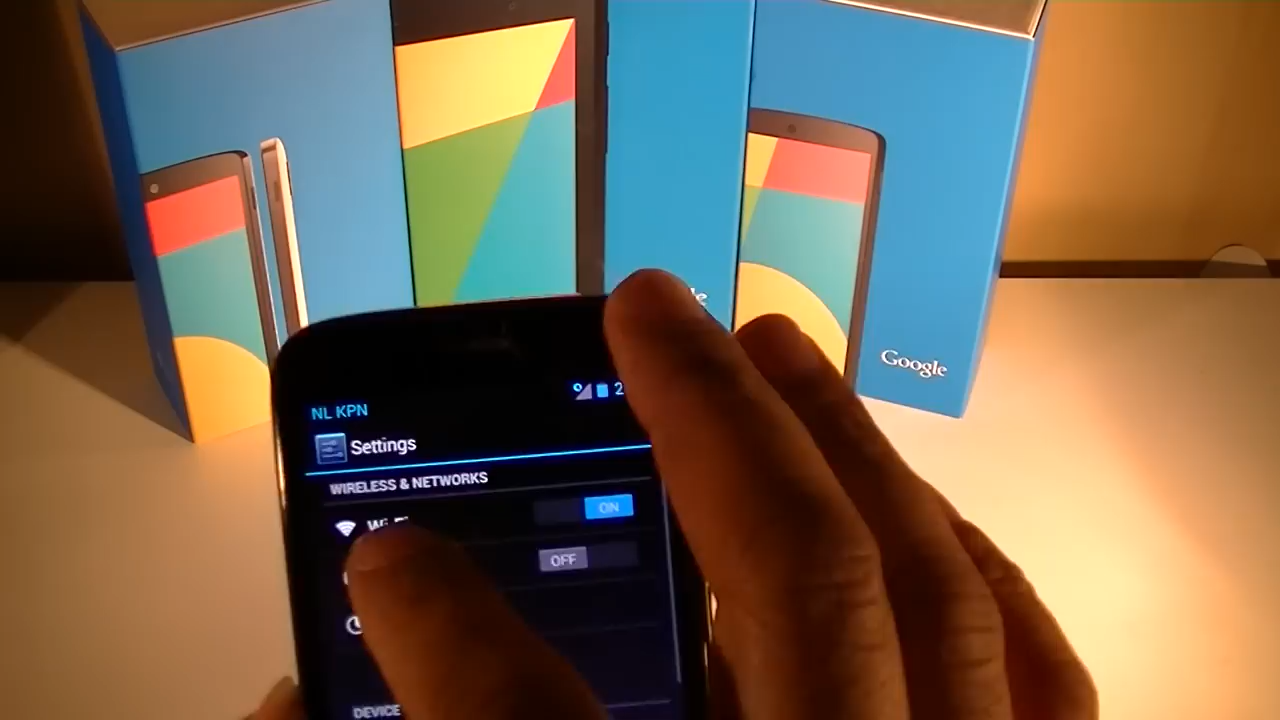 Google
NL KPN
Settings
WIRELESS & NETWORKS
ON
OFF
DEVICE